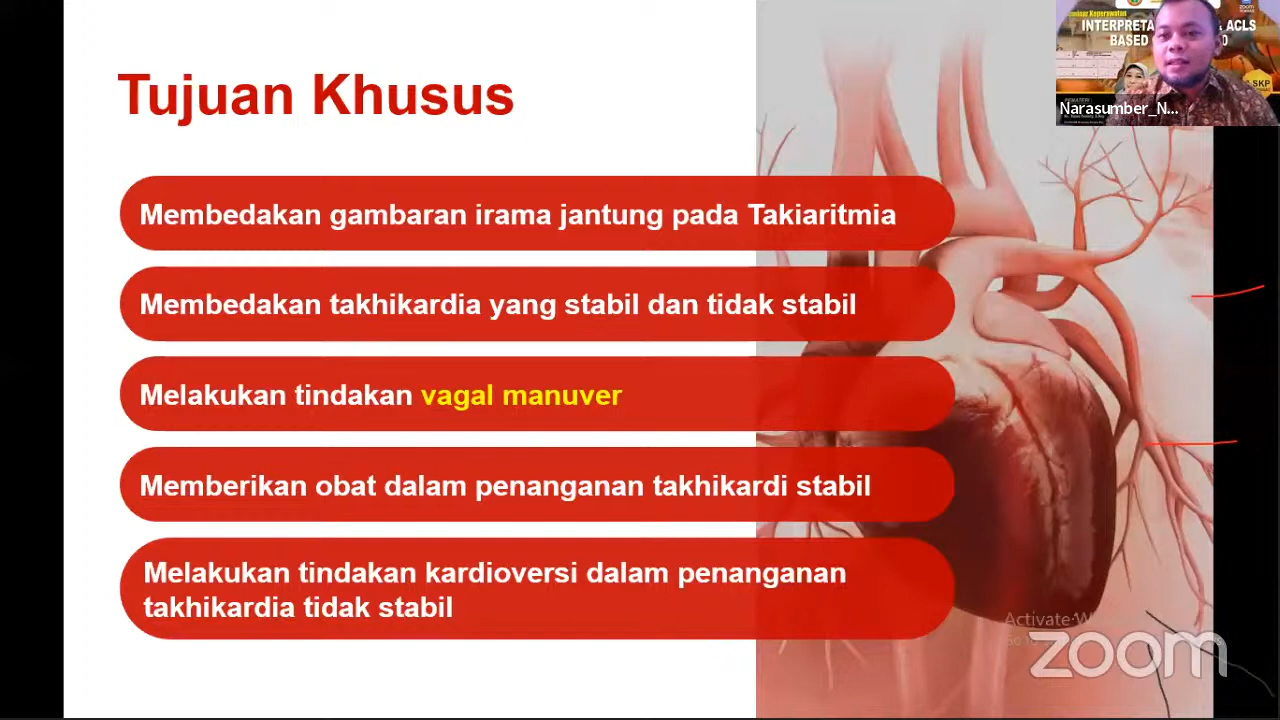 Tujuan Khusus
Membedakan gambaran irama jantung pada Takiaritmia
Membedakan takhikardia yang stabil dan tidak stabil
Melakukan tindakan vagal manuver
Memberikan obat dalam penanganan takhikardi stabil
Melakukan tindakan kardioversi dalam penanganan
takhikardia tidak stabil
INTERPRETA
ACLS
BASED
SKP
Narasumber_N...
Activate W
zoom